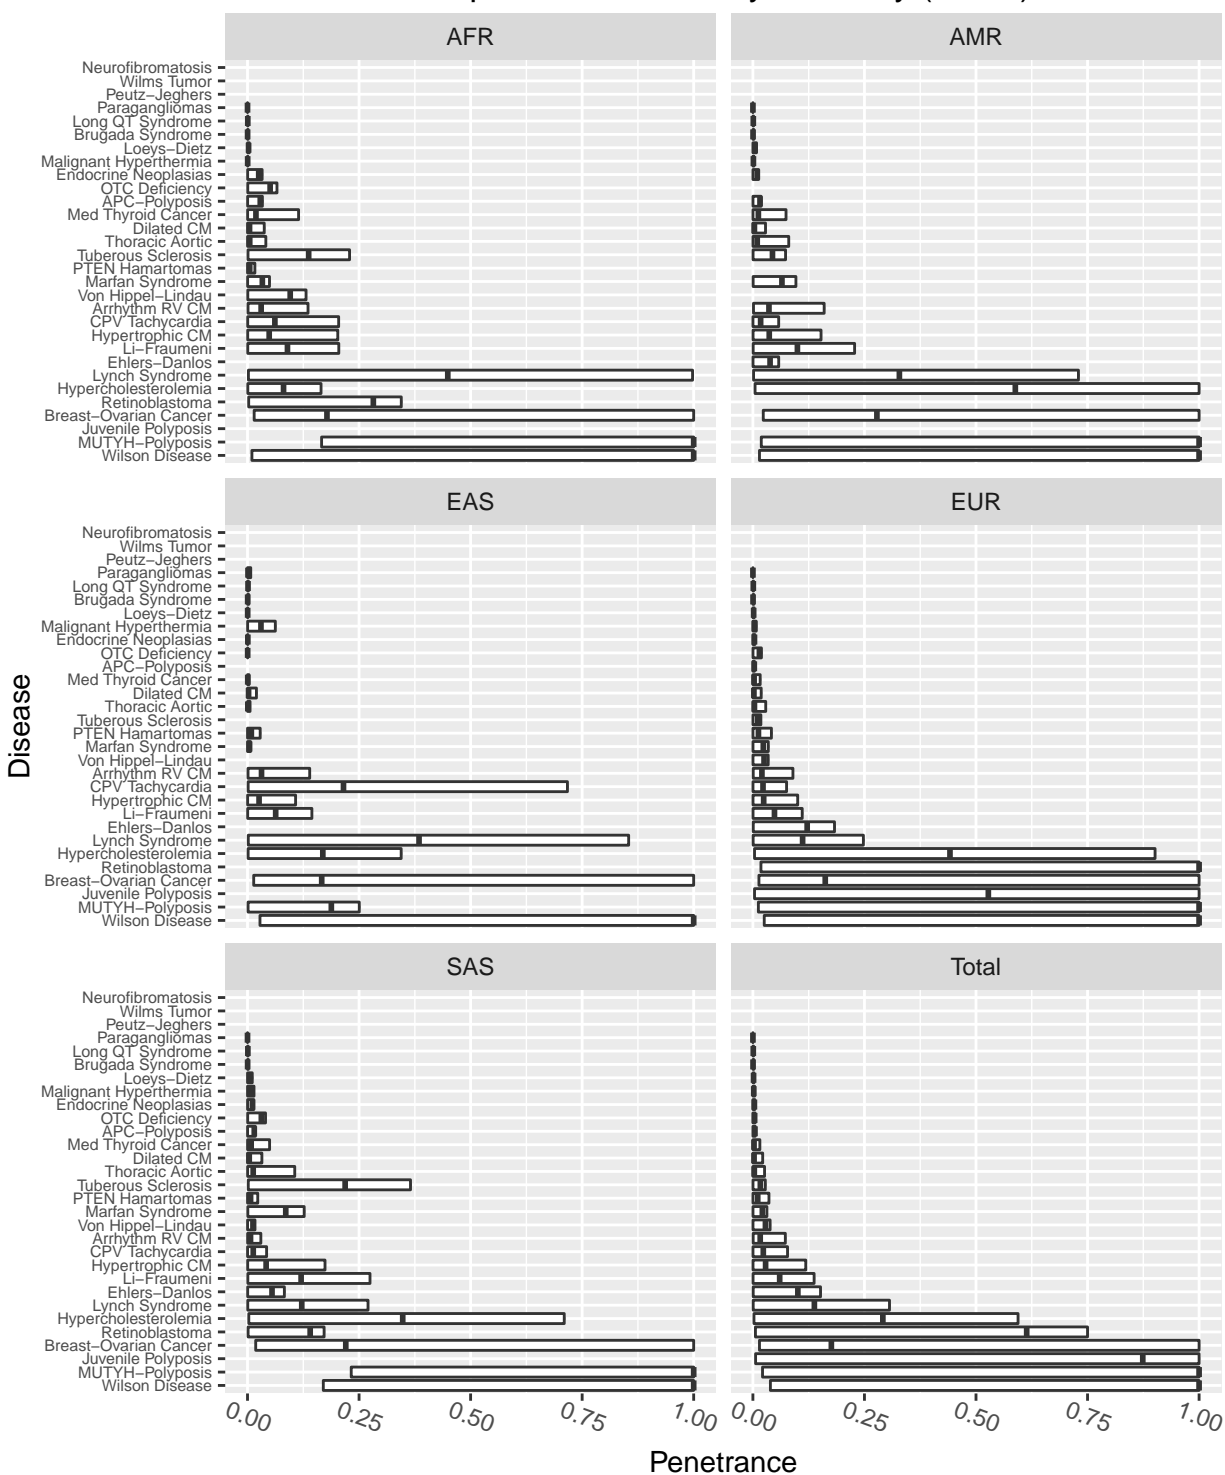 AFR
AMR
Neurofibromatosis
Wilms Tumor
Peutz−Jeghers
Paragangliomas
Long QT Syndrome
Brugada Syndrome
Loeys−Dietz
Malignant Hyperthermia
Endocrine Neoplasias
OTC Deficiency
APC−Polyposis
Med Thyroid Cancer
Dilated CM
Thoracic Aortic
Tuberous Sclerosis
PTEN Hamartomas
Marfan Syndrome
Von Hippel−Lindau
Arrhythm RV CM
CPV Tachycardia
Hypertrophic CM
Li−Fraumeni
Ehlers−Danlos
Lynch Syndrome
Hypercholesterolemia
Retinoblastoma
Breast−Ovarian Cancer
Juvenile Polyposis
MUTYH−Polyposis
Wilson Disease
EAS
EUR
Neurofibromatosis
Wilms Tumor
Peutz−Jeghers
Paragangliomas
Long QT Syndrome
Brugada Syndrome
Loeys−Dietz
Malignant Hyperthermia
Endocrine Neoplasias
OTC Deficiency
APC−Polyposis
Med Thyroid Cancer
Dilated CM
Thoracic Aortic
Tuberous Sclerosis
PTEN Hamartomas
Marfan Syndrome
Von Hippel−Lindau
Arrhythm RV CM
CPV Tachycardia
Hypertrophic CM
Li−Fraumeni
Ehlers−Danlos
Lynch Syndrome
Hypercholesterolemia
Retinoblastoma
Breast−Ovarian Cancer
Juvenile Polyposis
MUTYH−Polyposis
Wilson Disease
Disease
SAS
Total
Neurofibromatosis
Wilms Tumor
Peutz−Jeghers
Paragangliomas
Long QT Syndrome
Brugada Syndrome
Loeys−Dietz
Malignant Hyperthermia
Endocrine Neoplasias
OTC Deficiency
APC−Polyposis
Med Thyroid Cancer
Dilated CM
Thoracic Aortic
Tuberous Sclerosis
PTEN Hamartomas
Marfan Syndrome
Von Hippel−Lindau
Arrhythm RV CM
CPV Tachycardia
Hypertrophic CM
Li−Fraumeni
Ehlers−Danlos
Lynch Syndrome
Hypercholesterolemia
Retinoblastoma
Breast−Ovarian Cancer
Juvenile Polyposis
MUTYH−Polyposis
Wilson Disease
0.00 0.25 0.50 0.75 1.00 0.00 0.25 0.50 0.75 1.00
Penetrance